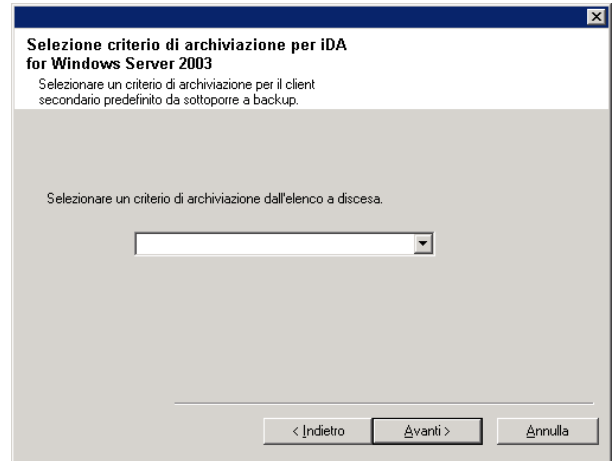 Selezione criterio di archiviazione per iDA
for Windows Server 2003
Selezionare un criterio di archiviazione per il client
secondario predefinito da sottoporre a backup.
Selezionare un criterio di archiviazione dall'elenco a discesa.
< Indietro
Avanti >
Annulla